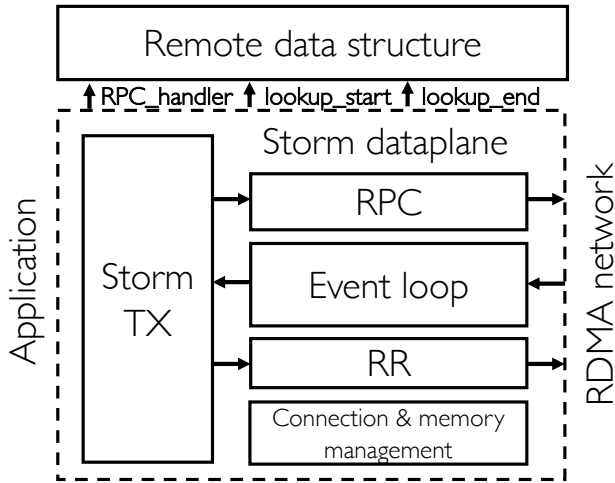 Remote data structure
RPC_handler lookup_start lookup_end
Storm dataplane
Application
Storm
TX
RPC
Event loop
RR
Connection & memory
management
RDMA network